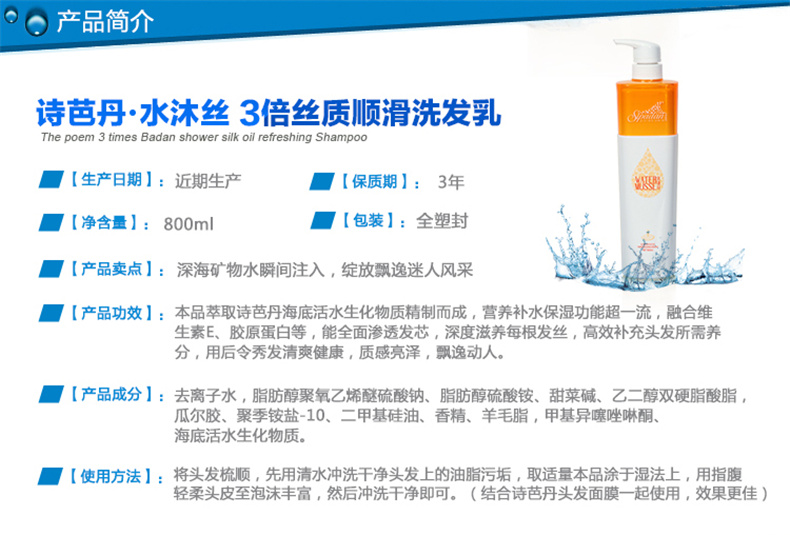 产品简介
诗芭丹·水沐丝 3倍丝质顺滑洗发乳
The poem 3 times Badan shower silk oil refreshing Shampoo
【生产日期】：近期生产 【保质期】：3年
【净含量】：800ml 【包装】：全塑封
【产品卖点】：深海矿物水瞬间注入，绽放飘逸迷人风采
【产品功效】：本品萃取诗芭丹海底活水生化物质精制而成，营养补水保湿功能超一流，融合维
生素E、胶原蛋白等，能全面渗透发芯，深度滋养每根发丝，高效补充头发所需养
分，用后令秀发清爽健康，质感亮泽，飘逸动人。
【产品成分】：去离子水，脂肪醇聚氧乙烯醚硫酸钠、脂肪醇硫酸铵、甜菜碱、乙二醇双硬脂酸脂，
瓜尔胶、聚季铵盐-10、二甲基硅油、香精、羊毛脂，甲基异噻唑啉酮、
海底活水生化物质。
【使用方法】：将头发梳顺，先用清水冲洗干净头发上的油脂污垢，取适量本品涂于湿法上，用指腹
轻柔头皮至泡沫丰富，然后冲洗干净即可。（结合诗芭丹头发面膜一起使用，效果更佳）
WATER